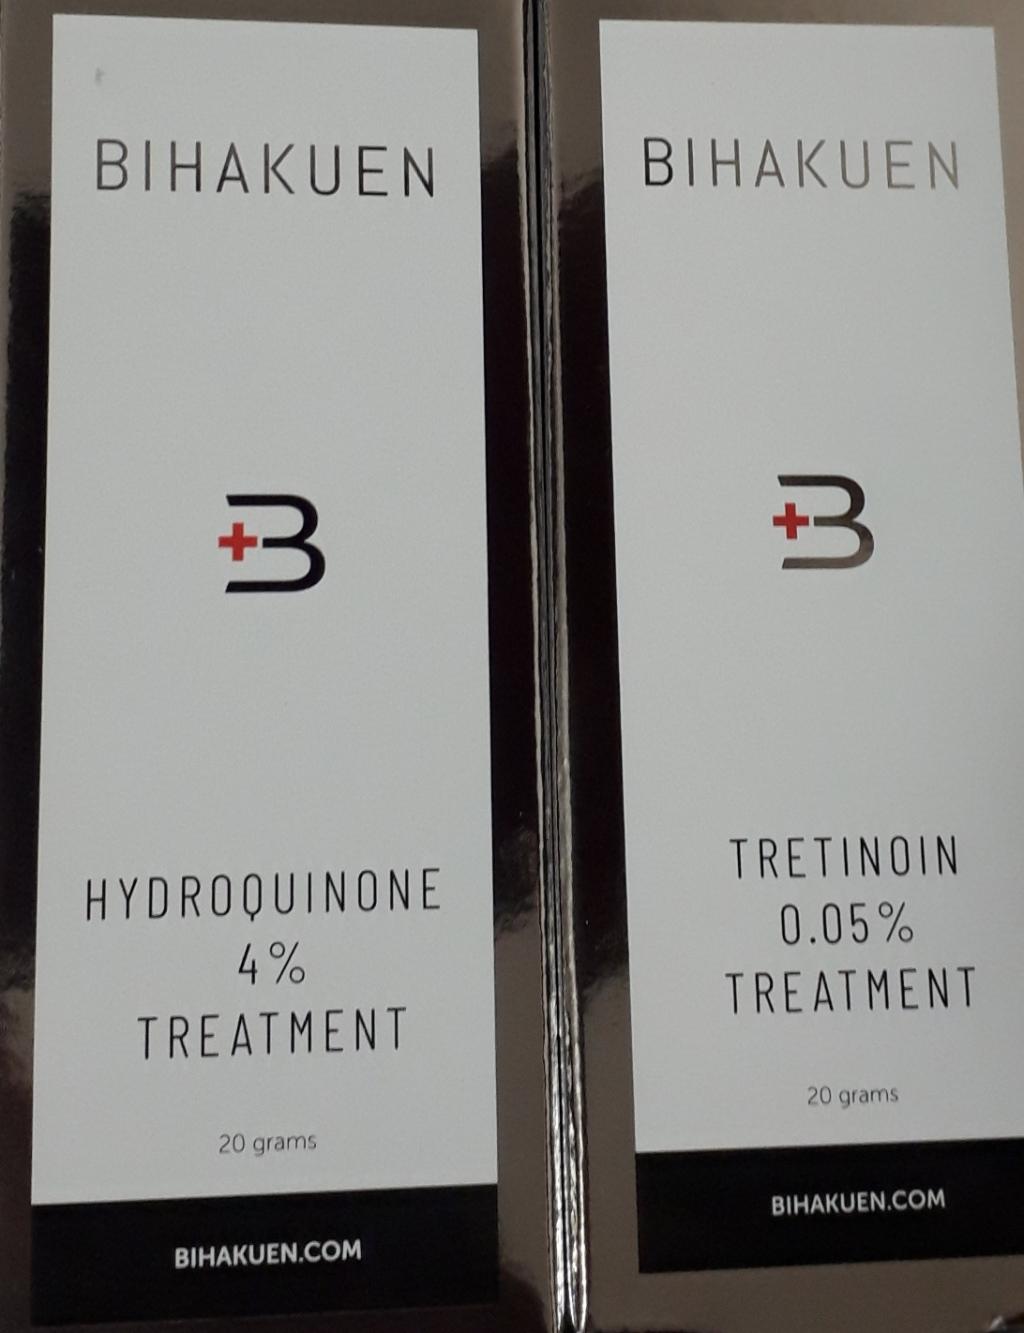 BIHAKUEN
B
HYDROQUINONE
4%
TREATMENT
20 grams
BIHAKUEN.COM
BIHAKUEN
B
TRETINOIN
0.05%
TREATMENT
20 grams
BIHAKUEN.COM